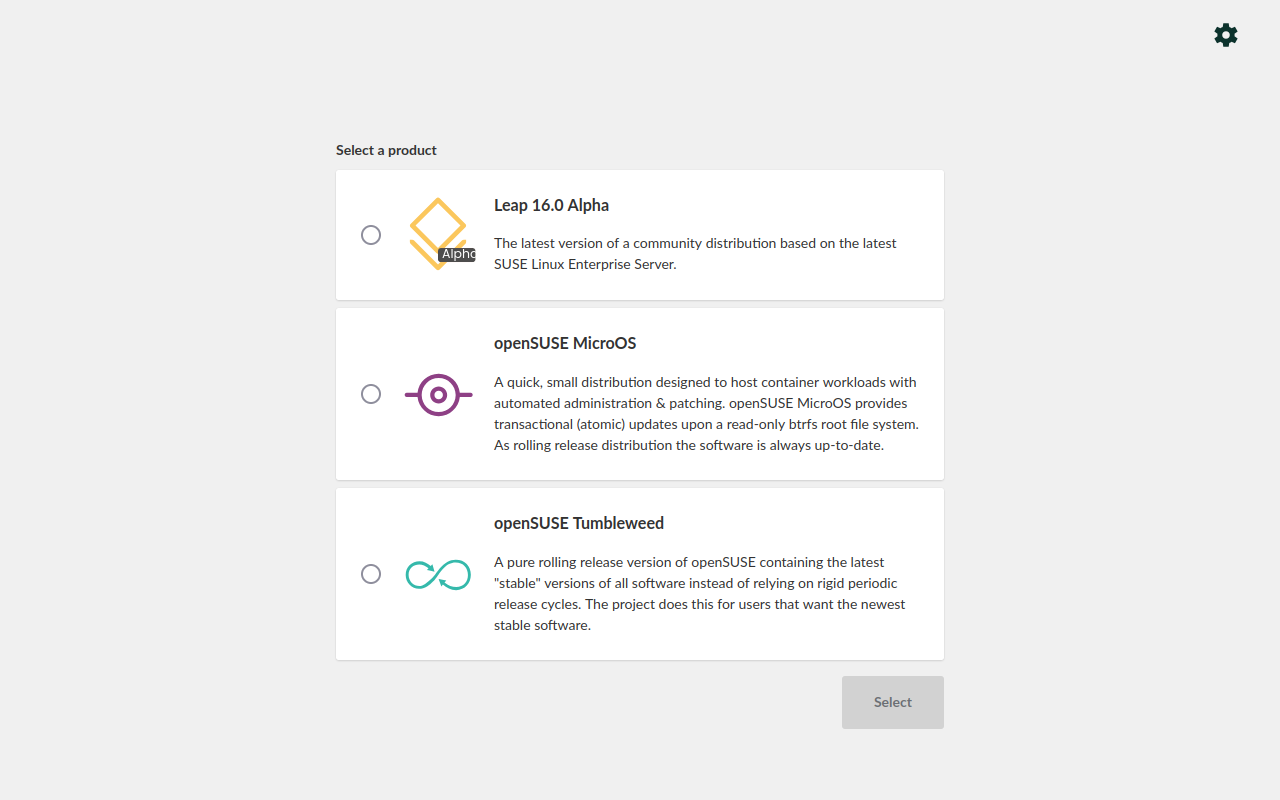 Select a product
Leap 16.0 Alpha
The latest version of a community distribution based on the latest
SUSE Linux Enterprise Server.
Alpha
openSUSE MicroOS
A quick, small distribution designed to host container workloads with
automated administration & patching. openSUSE MicroOS provides
transactional (atomic) updates upon a read-only btrfs root file system.
As rolling release distribution the software is always up-to-date.
openSUSE Tumbleweed
A pure rolling release version of openSUSE containing the latest
"stable" versions of all software instead of relying on rigid periodic
release cycles. The project does this for users that want the newest
stable software.
Select